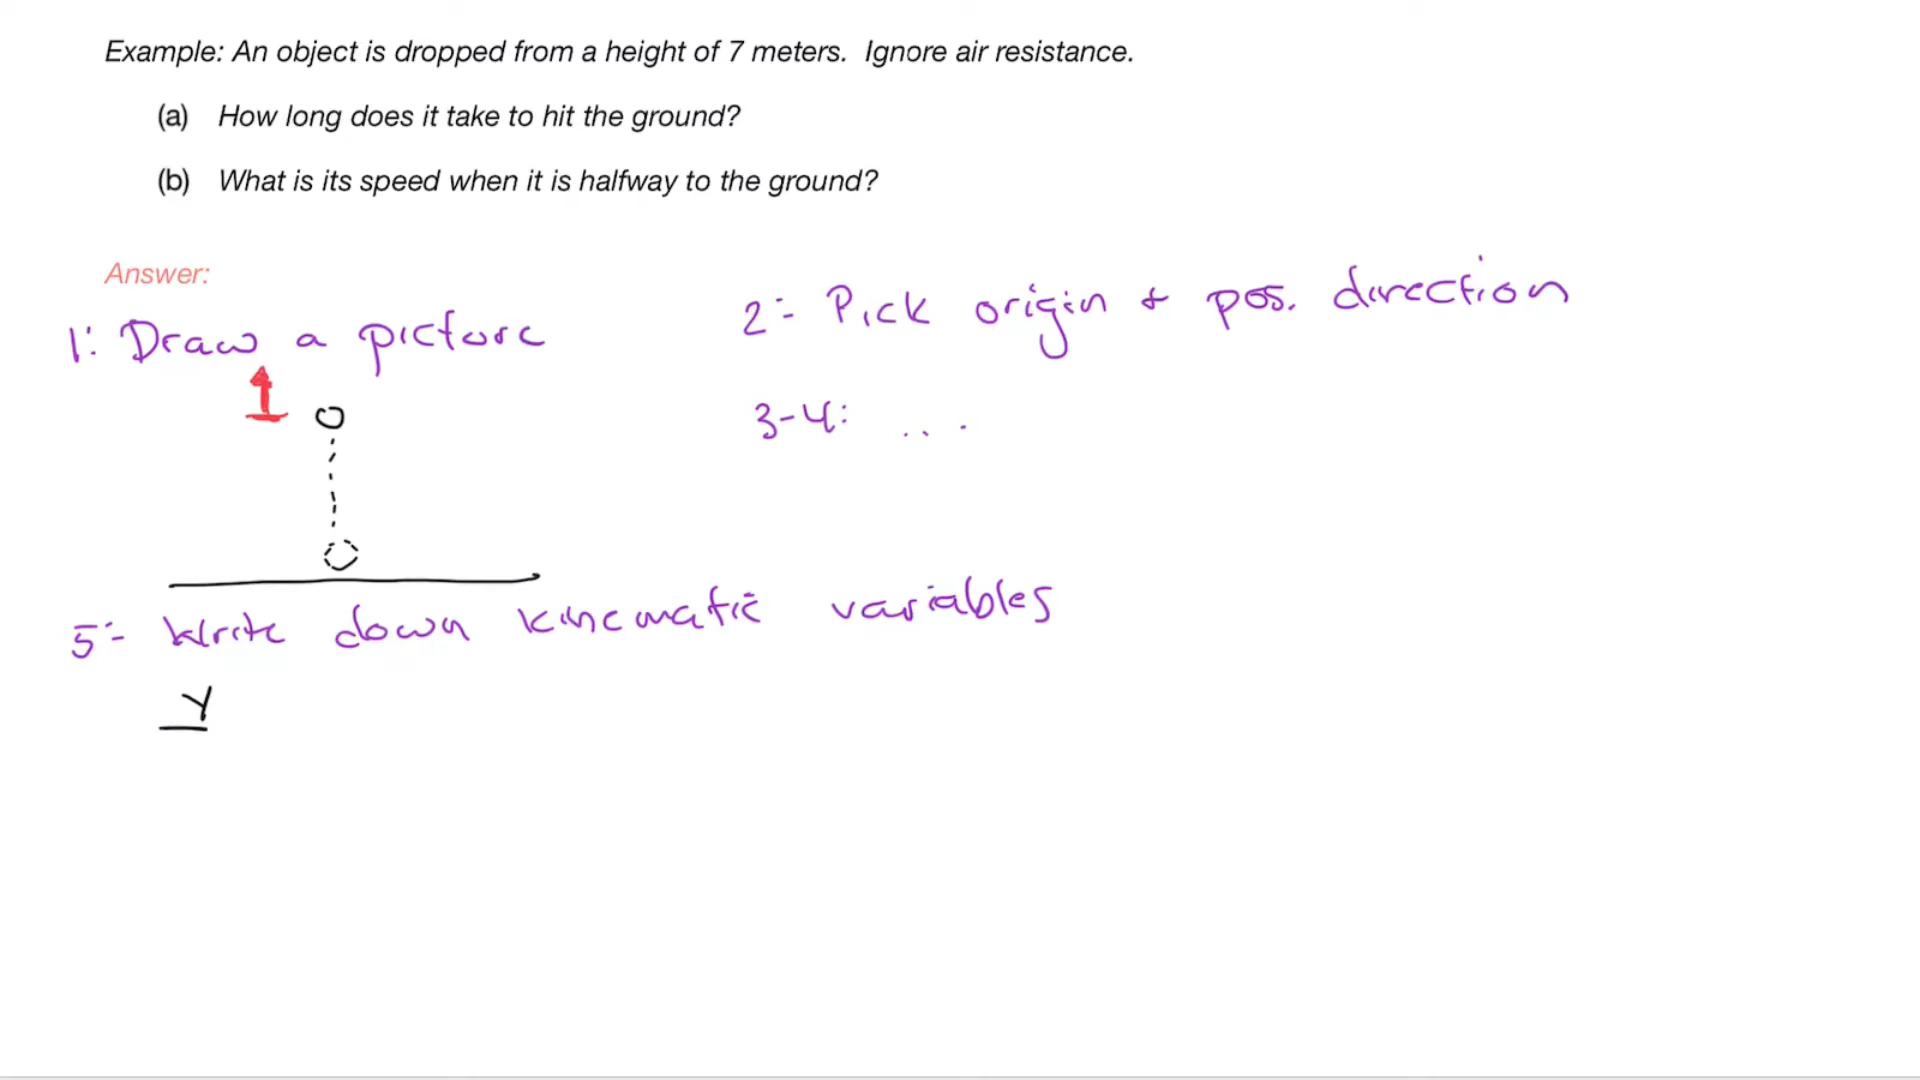 Example: An object is dropped from a height of 7 meters. Ignore air resistance.
(a) How long does it take to hit the ground?
(b) What is its speed when it is halfway to the ground?
Answer:
1: Draw a picture
2: Pick origin & pos. direction
3-4: ...
5: Write down kinematic variables
y